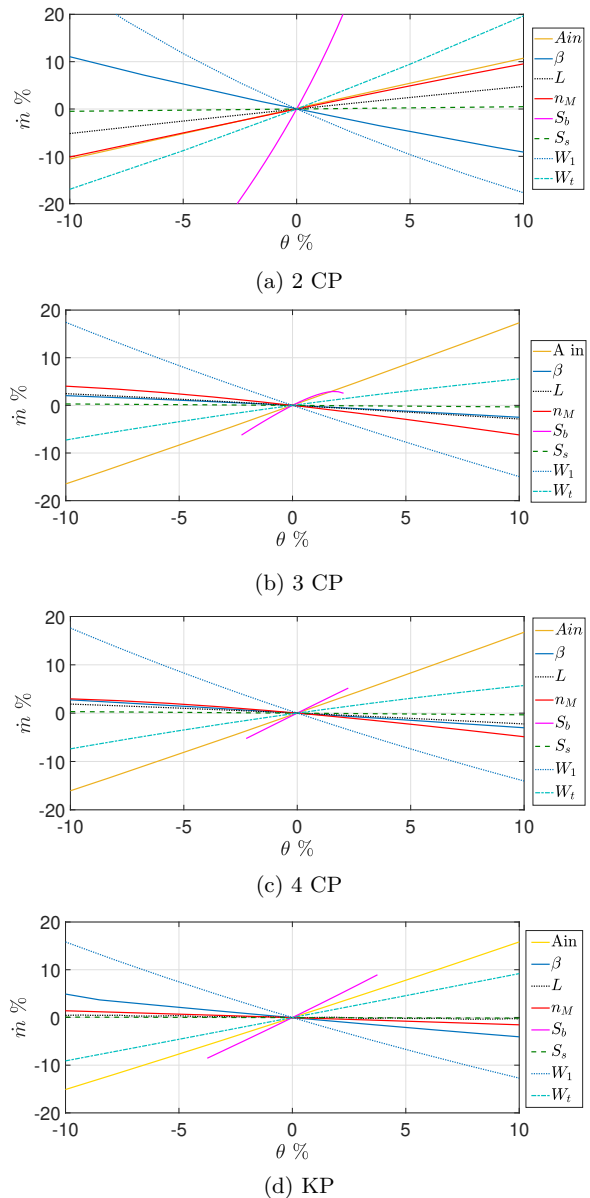 20
10
0
-10
-20
ṁ %
-10
-5
0
5
10
θ %
Ain
β
L
n_M
S_b
S_s
W_1
W_t
(a) 2 CP
20
10
0
-10
-20
ṁ %
-10
-5
0
5
10
θ %
A in
β
L
n_M
S_b
S_s
W_1
W_t
(b) 3 CP
20
10
0
-10
-20
ṁ %
-10
-5
0
5
10
θ %
Ain
β
L
n_M
S_b
S_s
W_1
W_t
(c) 4 CP
20
10
0
-10
-20
ṁ %
-10
-5
0
5
10
θ %
Ain
β
L
n_M
S_b
S_s
W_1
W_t
(d) KP